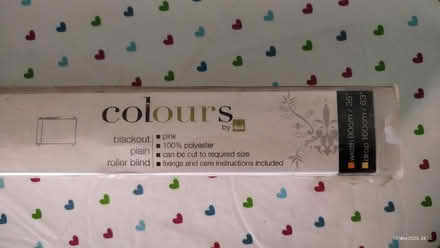 colours
by
blackout
plain
roller blind
pink
100% polyester
can be cut to required size
fixings and care instructions included
width 90cm / 36"
drop 160cm / 63"